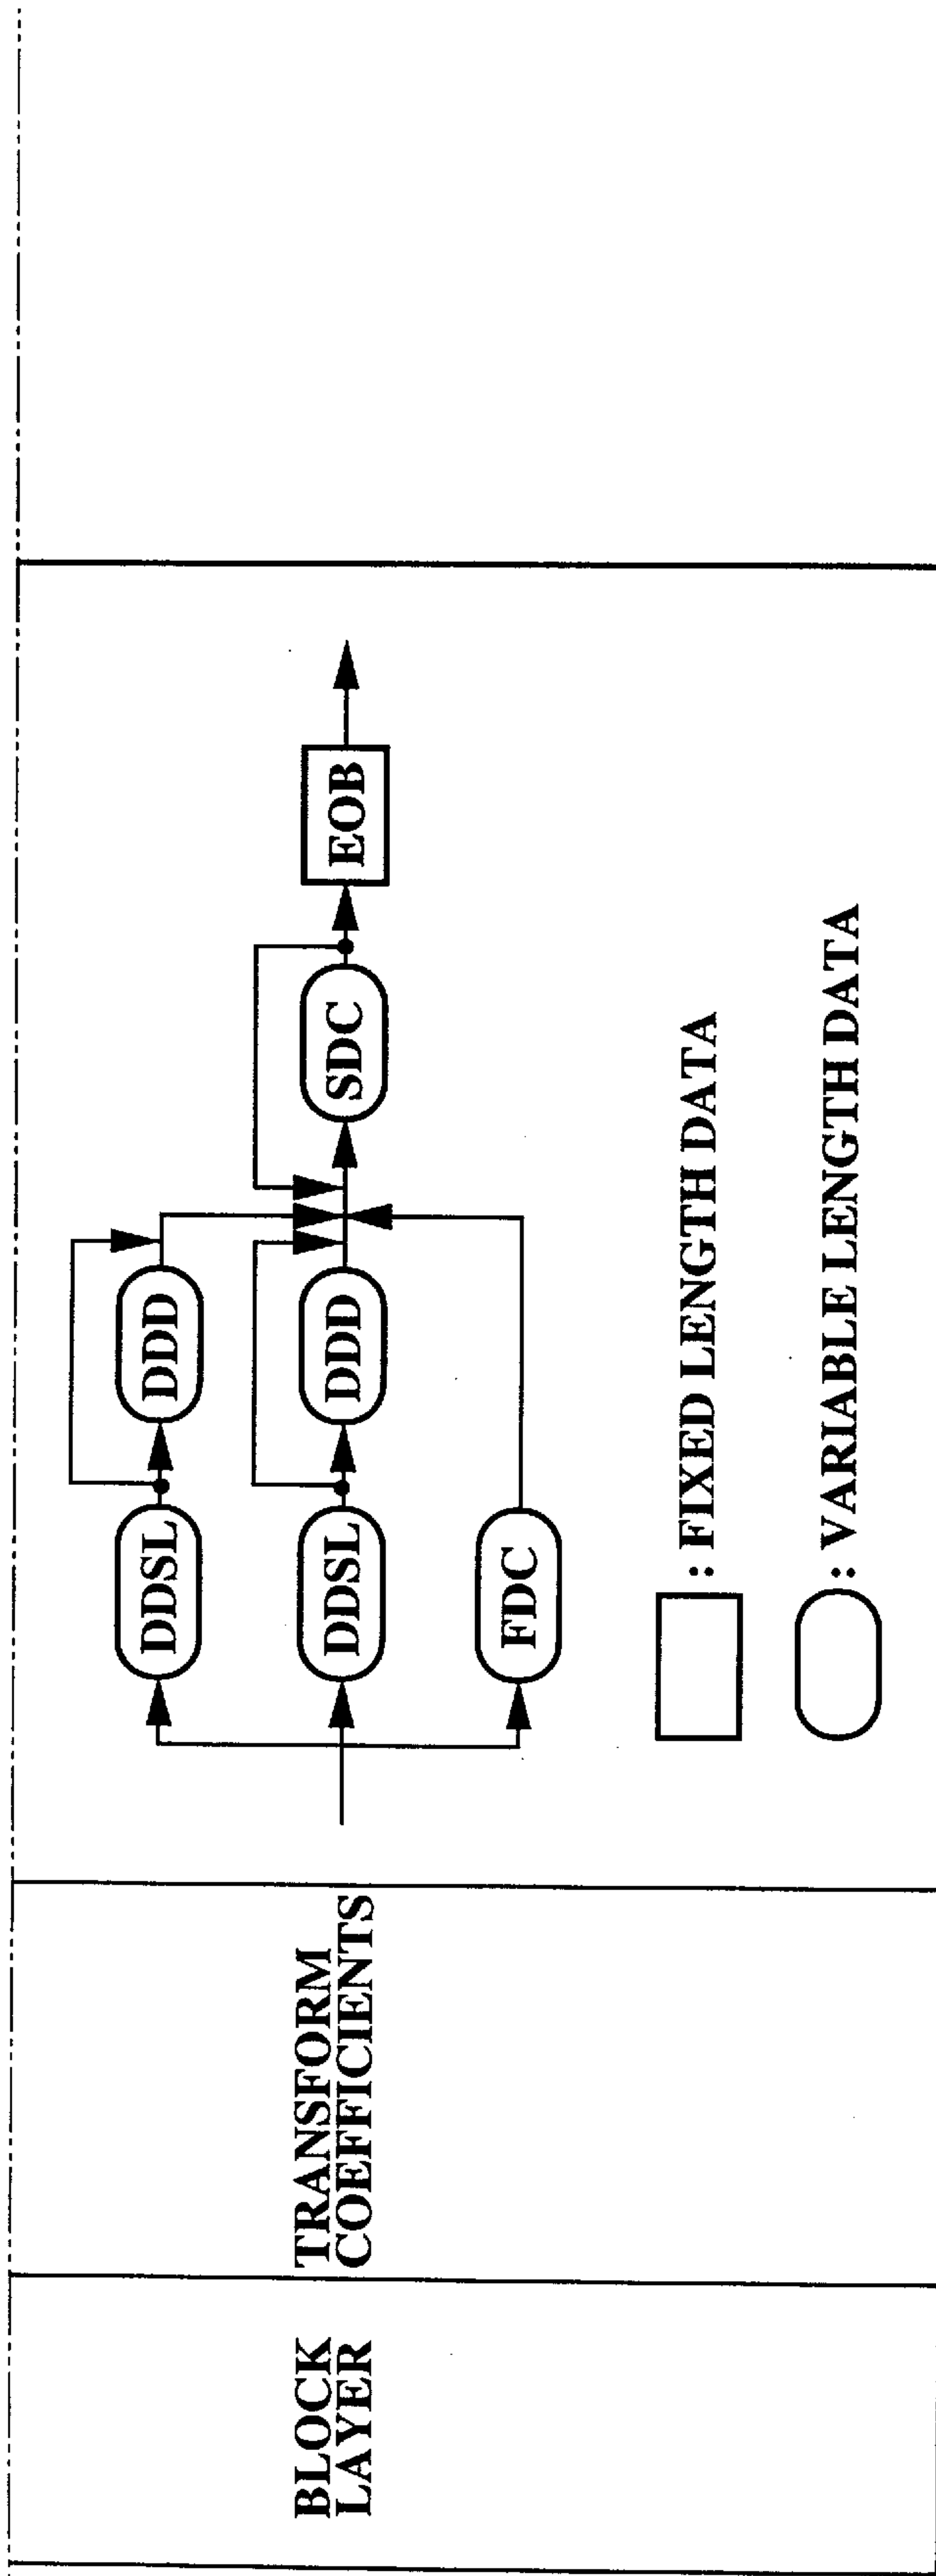 BLOCK
LAYER
TRANSFORM
COEFFICIENTS
DDSL
DDD
DDSL
DDD
SDC
EOB
FDC
: FIXED LENGTH DATA
: VARIABLE LENGTH DATA